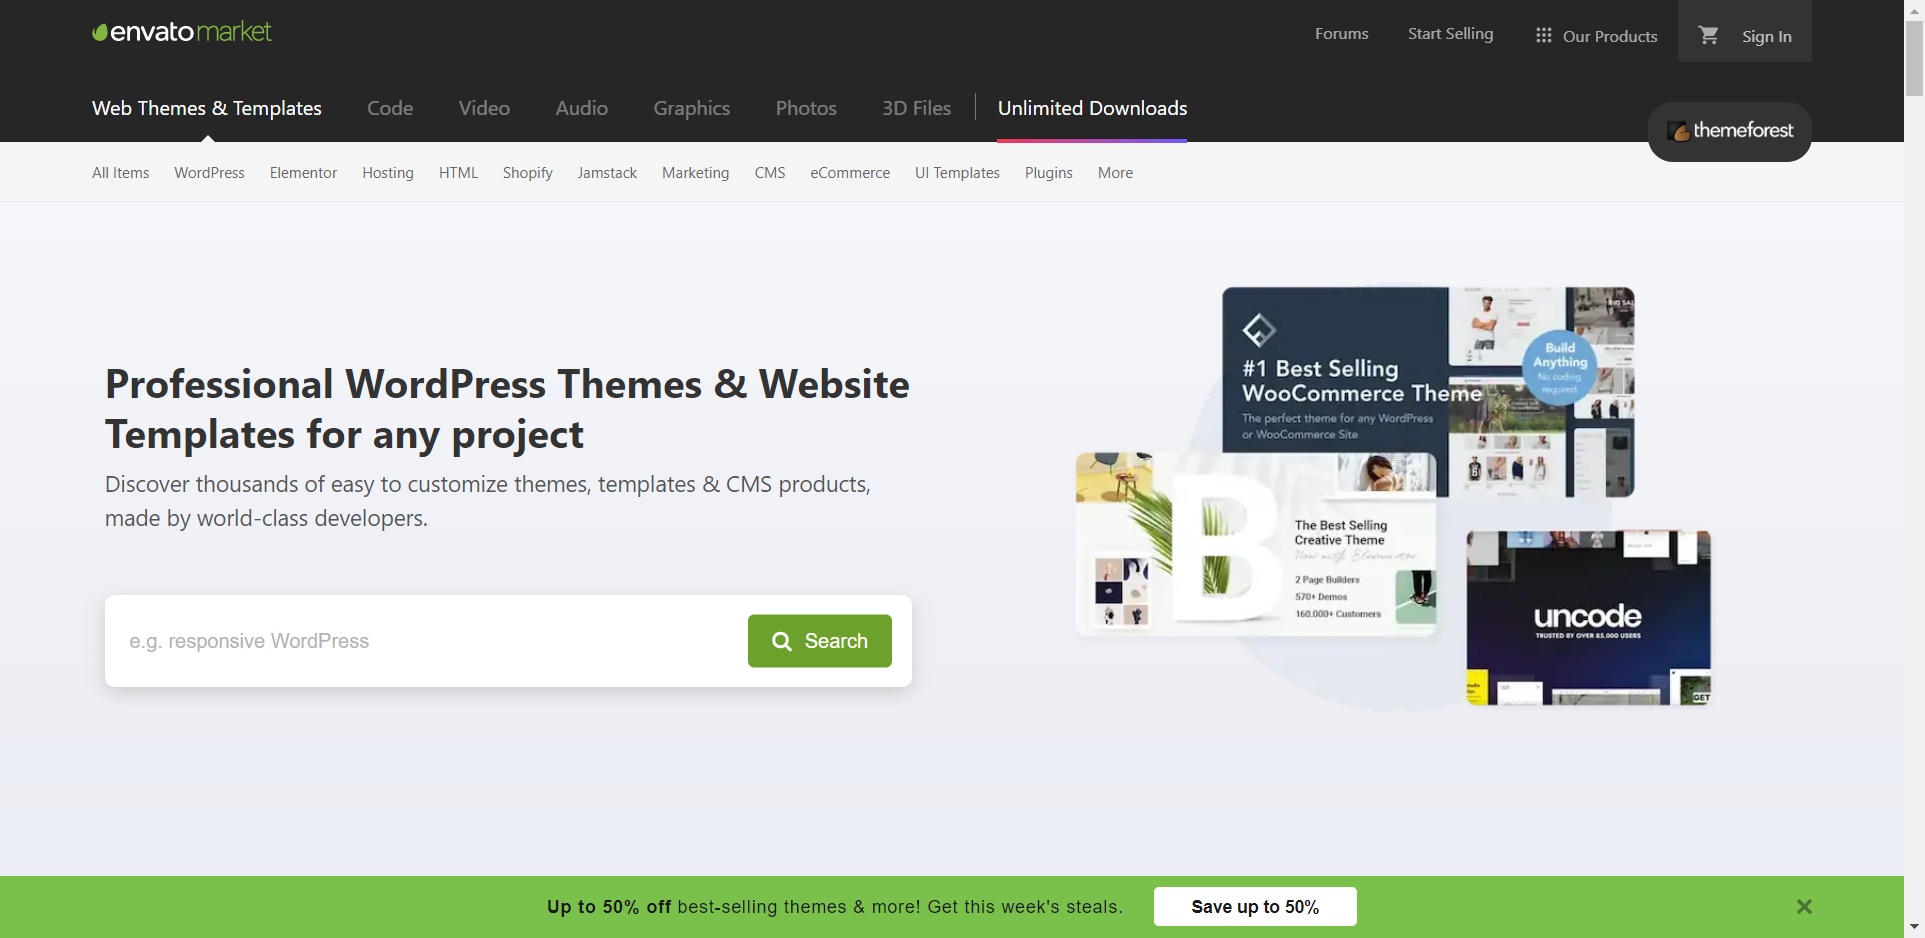 envato market
Forums
Start Selling
Our Products
Sign In
Web Themes & Templates
Code
Video
Audio
Graphics
Photos
3D Files
Unlimited Downloads
themeforest
All Items
WordPress
Elementor
Hosting
HTML
Shopify
Jamstack
Marketing
CMS
eCommerce
UI Templates
Plugins
More
Professional WordPress Themes & Website
Templates for any project
Discover thousands of easy to customize themes, templates & CMS products,
made by world-class developers.
e.g. responsive WordPress
Search
#1 Best Selling
WooCommerce Theme
The perfect theme for any WordPress
or WooCommerce Site
Build
Anything
No coding
required
BIG SAL
B
The Best Selling
Creative Theme
Now with Elementor
2 Page Builders
570+ Demos
160.000+ Customers
uncode
TRUSTED BY OVER 85.000 USERS
GET
Up to 50% off best-selling themes & more! Get this week's steals.
Save up to 50%